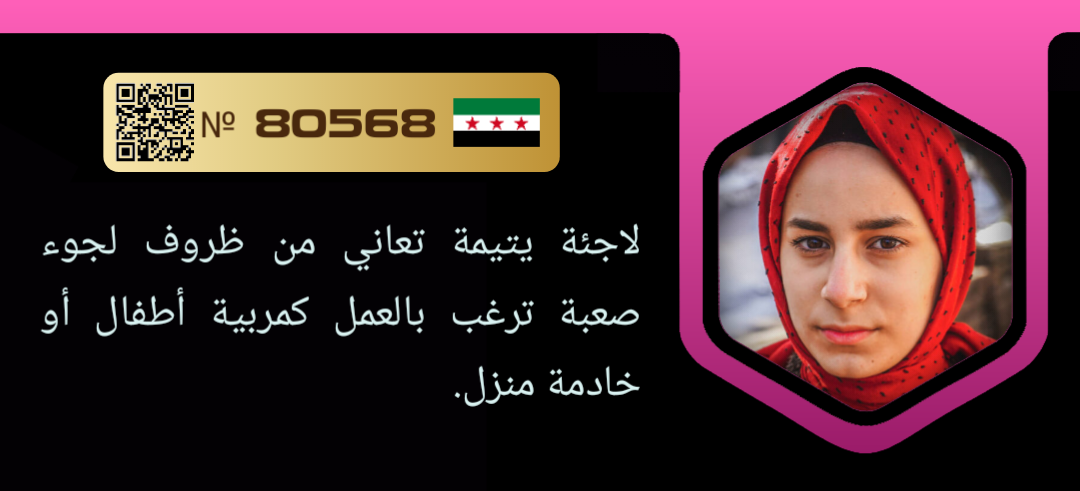 № 80568
لاجئة يتيمة تعاني من ظروف لجوء
صعبة ترغب بالعمل كمربية أطفال أو
خادمة منزل.